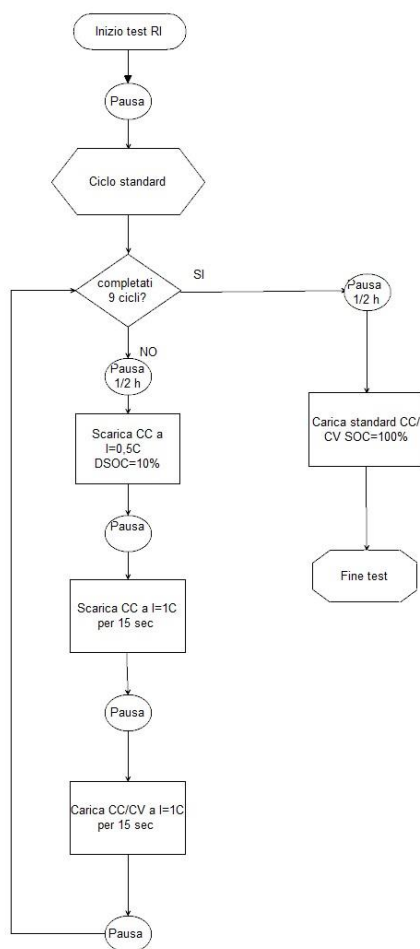 Inizio test RI
Pausa
Ciclo standard
completati
9 cicli?
SI
Pausa
1/2 h
NO
Pausa
1/2 h
Scarica CC a
I=0,5C
DSOC=10%
Carica standard CC/
CV SOC=100%
Pausa
Fine test
Scarica CC a I=1C
per 15 sec
Pausa
Carica CC/CV a I=1C
per 15 sec
Pausa